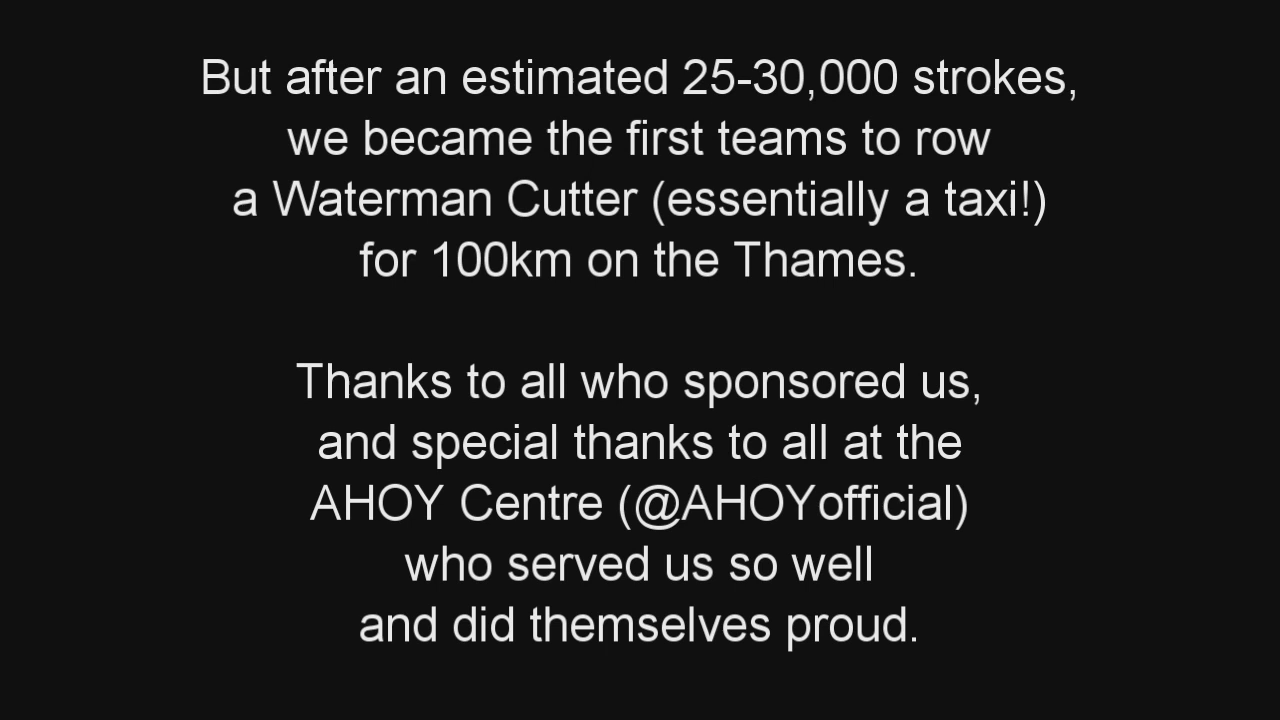 But after an estimated 25-30,000 strokes,
we became the first teams to row
a Waterman Cutter (essentially a taxi!)
for 100km on the Thames.
Thanks to all who sponsored us,
and special thanks to all at the
AHOY Centre (@AHOYofficial)
who served us so well
and did themselves proud.